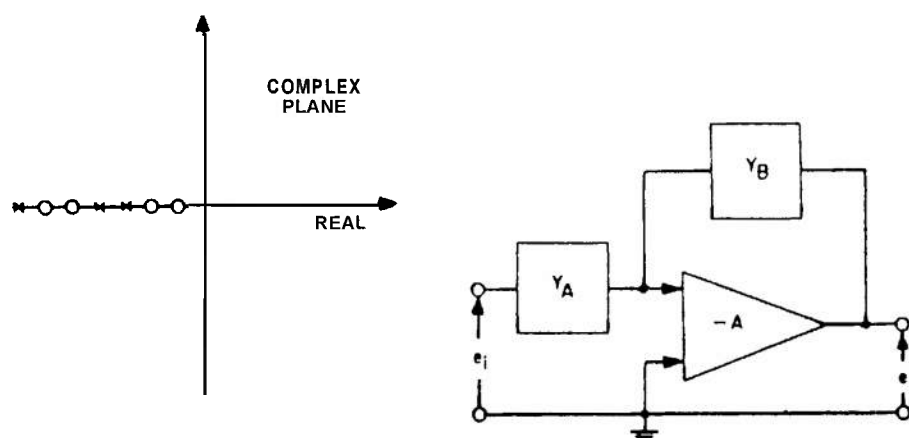 COMPLEX
PLANE
REAL
Y_B
Y_A
-A
e_i
e